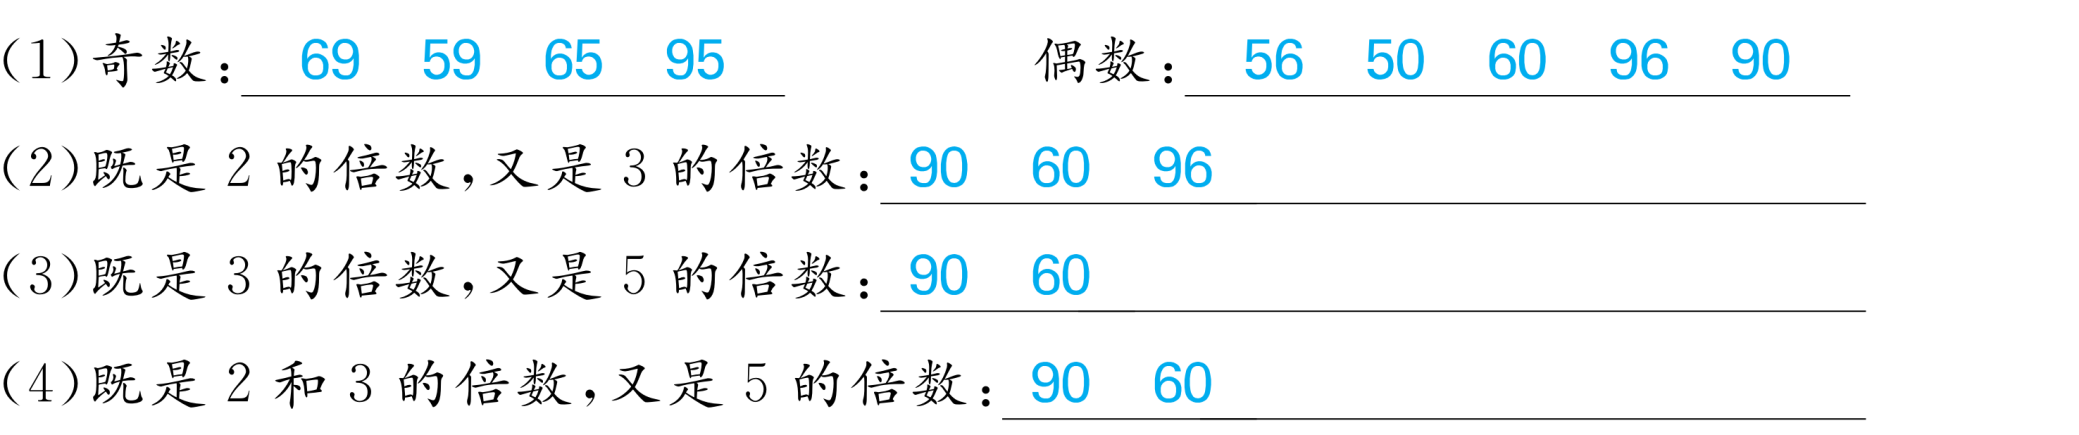 (1)奇数：69 59 65 95 偶数：56 50 60 96 90
(2)既是 2 的倍数,又是 3 的倍数：90 60 96
(3)既是 3 的倍数,又是 5 的倍数：90 60
(4)既是 2 和 3 的倍数,又是 5 的倍数：90 60